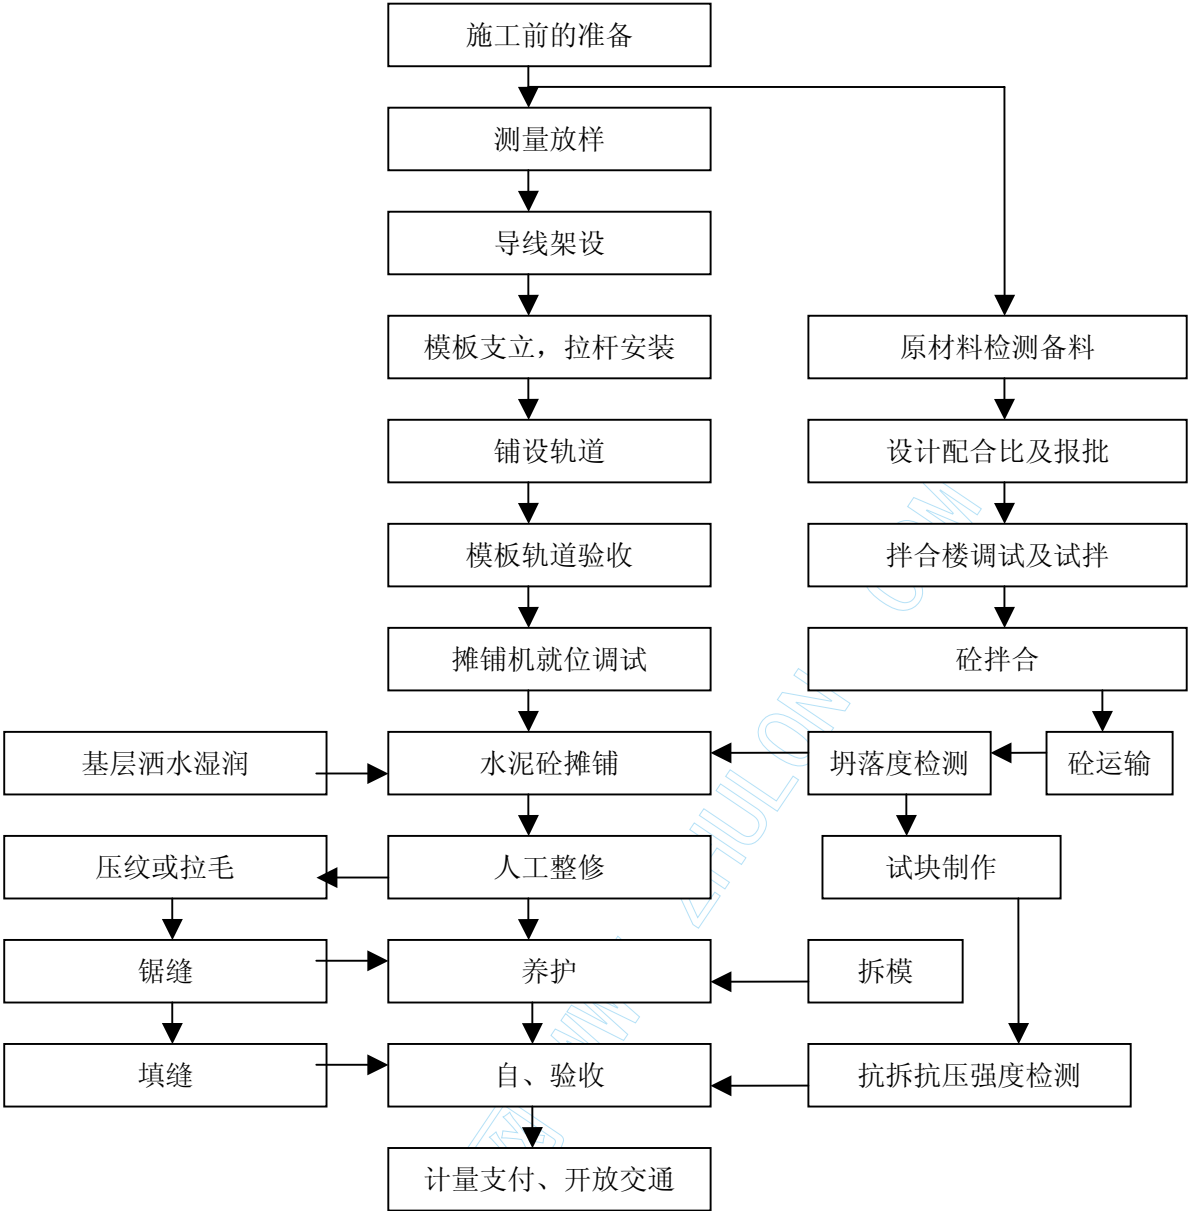 施工前的准备
测量放样
导线架设
模板支立，拉杆安装
原材料检测备料
铺设轨道
设计配合比及报批
模板轨道验收
拌合楼调试及试拌
摊铺机就位调试
砼拌合
基层洒水湿润
水泥砼摊铺
坍落度检测
砼运输
压纹或拉毛
人工整修
试块制作
锯缝
养护
拆模
填缝
自、验收
抗拆抗压强度检测
计量支付、开放交通